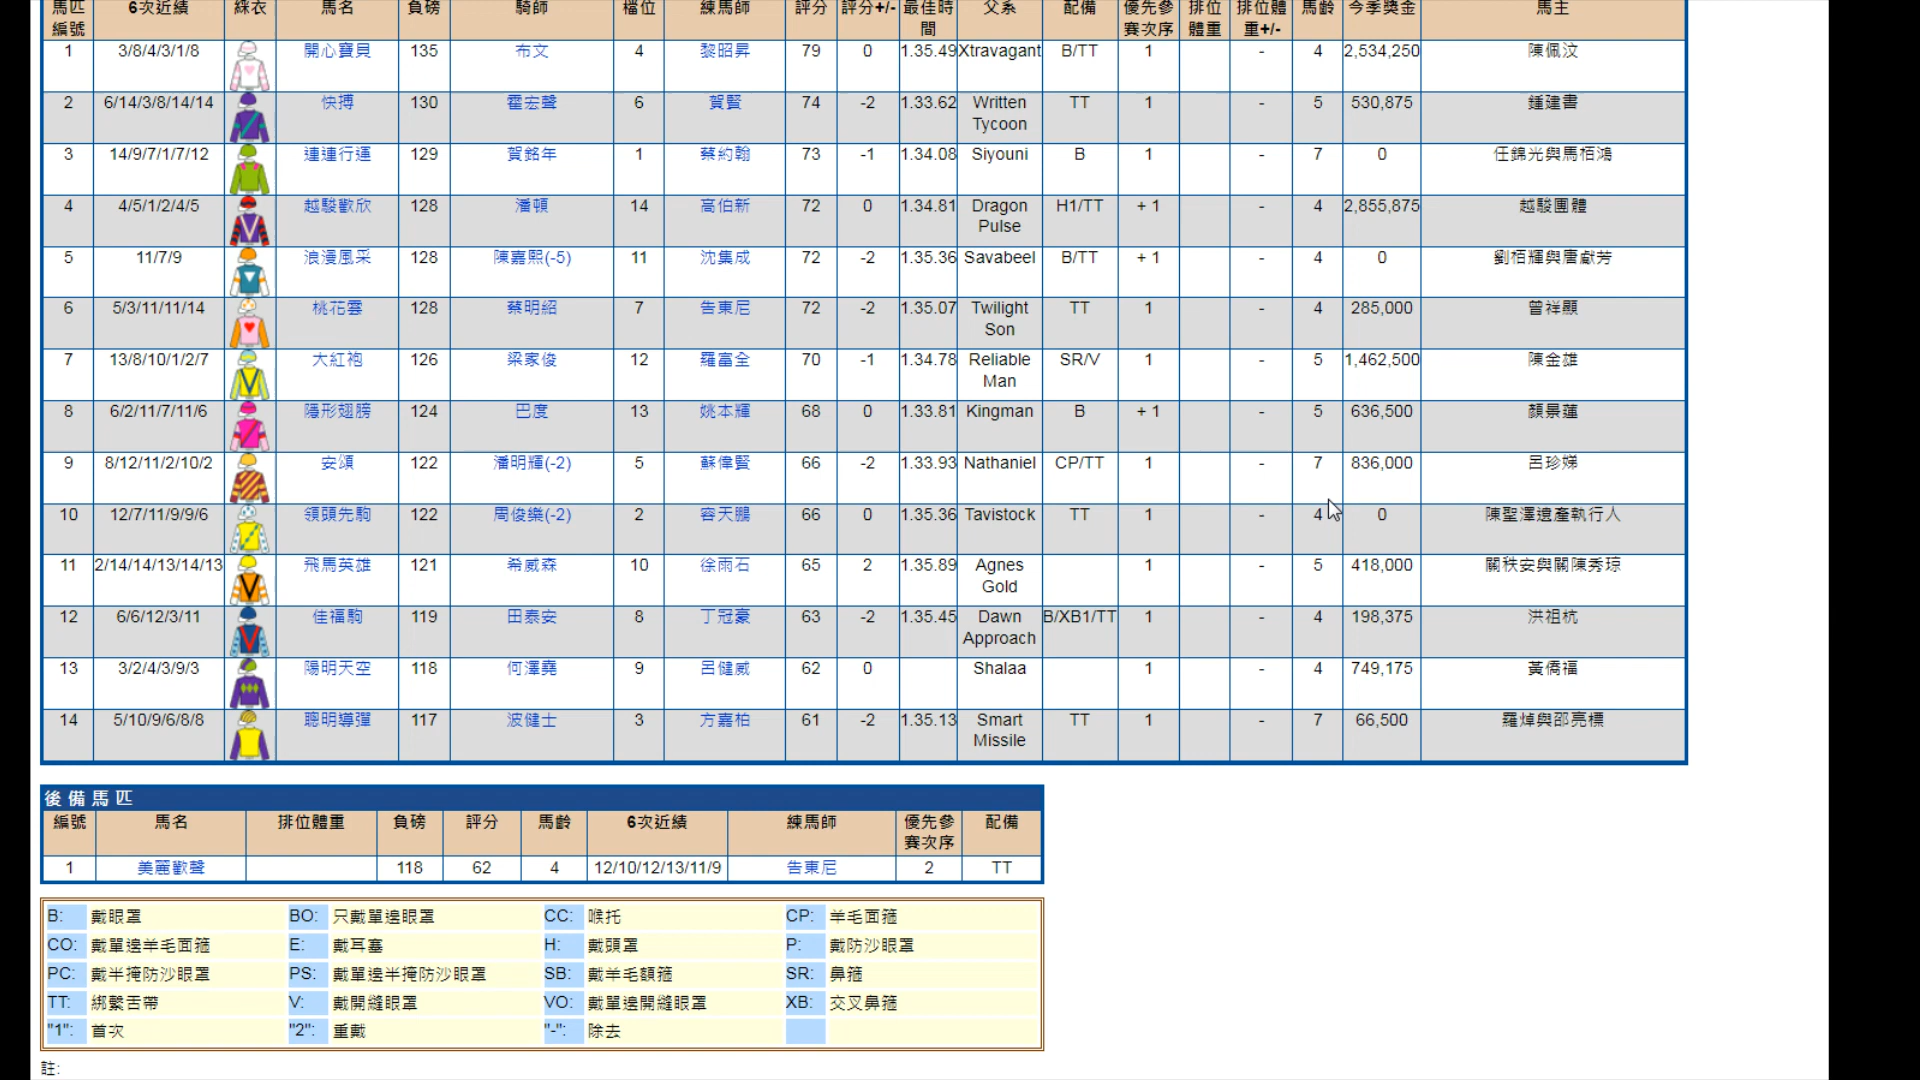 馬匹編號 6次近績 綵衣 馬名 負磅 騎師 檔位 練馬師 評分 評分+/- 最佳時間 父系 配備 優先參賽次序 排位體重 排位體重+/- 馬齡 今季獎金 馬主
1 3/8/4/3/1/8 開心寶貝 135 布文 4 黎昭昇 79 0 1.35.49 Xtravagant B/TT 1 - 4 2,534,250 陳佩汶
2 6/14/3/8/14/14 快搏 130 霍宏聲 6 賀賢 74 -2 1.33.62 Written Tycoon TT 1 - 5 530,875 鍾建書
3 14/9/7/1/7/12 連連行運 129 賀銘年 1 蔡約翰 73 -1 1.34.08 Siyouni B 1 - 7 0 任錦光與馬栢鴻
4 4/5/1/2/4/5 越駿歡欣 128 潘頓 14 高伯新 72 0 1.34.81 Dragon Pulse H1/TT + 1 - 4 2,855,875 越駿團體
5 11/7/9 浪漫風采 128 陳嘉熙(-5) 11 沈集成 72 -2 1.35.36 Savabeel B/TT + 1 - 4 0 劉栢輝與唐獻芳
6 5/3/11/11/14 桃花雲 128 蔡明紹 7 告東尼 72 -2 1.35.07 Twilight Son TT 1 - 4 285,000 曾祥顯
7 13/8/10/1/2/7 大紅袍 126 梁家俊 12 羅富全 70 -1 1.34.78 Reliable Man SR/V 1 - 5 1,462,500 陳金雄
8 6/2/11/7/11/6 隱形翅膀 124 巴度 13 姚本輝 68 0 1.33.81 Kingman B + 1 - 5 636,500 顏景蓮
9 8/12/11/2/10/2 安頌 122 潘明輝(-2) 5 蘇偉賢 66 -2 1.33.93 Nathaniel CP/TT 1 - 7 836,000 呂珍娣
10 12/7/11/9/9/6 領頭先駒 122 周俊樂(-2) 2 容天鵬 66 0 1.35.36 Tavistock TT 1 - 4 0 陳聖澤遺產執行人
11 2/14/14/13/14/13 飛馬英雄 121 希威森 10 徐雨石 65 2 1.35.89 Agnes Gold 1 - 5 418,000 關秩安與關陳秀琼
12 6/6/12/3/11 佳福駒 119 田泰安 8 丁冠豪 63 -2 1.35.45 Dawn Approach B/XB1/TT 1 - 4 198,375 洪祖杭
13 3/2/4/3/9/3 陽明天空 118 何澤堯 9 呂健威 62 0 Shalaa 1 - 4 749,175 黃僑福
14 5/10/9/6/8/8 聰明導彈 117 波健士 3 方嘉柏 61 -2 1.35.13 Smart Missile TT 1 - 7 66,500 羅焯與邵亮標
後備馬匹
編號 馬名 排位體重 負磅 評分 馬齡 6次近績 練馬師 優先參賽次序 配備
1 美麗歡聲 118 62 4 12/10/12/13/11/9 告東尼 2 TT
B: 戴眼罩 BO: 只戴單邊眼罩 CC: 喉托 CP: 羊毛面箍
CO: 戴單邊羊毛面箍 E: 戴耳塞 H: 戴頭罩 P: 戴防沙眼罩
PC: 戴半掩防沙眼罩 PS: 戴單邊半掩防沙眼罩 SB: 戴羊毛額箍 SR: 鼻箍
TT: 綁繫舌帶 V: 戴開縫眼罩 VO: 戴單邊開縫眼罩 XB: 交叉鼻箍
"1": 首次 "2": 重戴 "-": 除去
註: